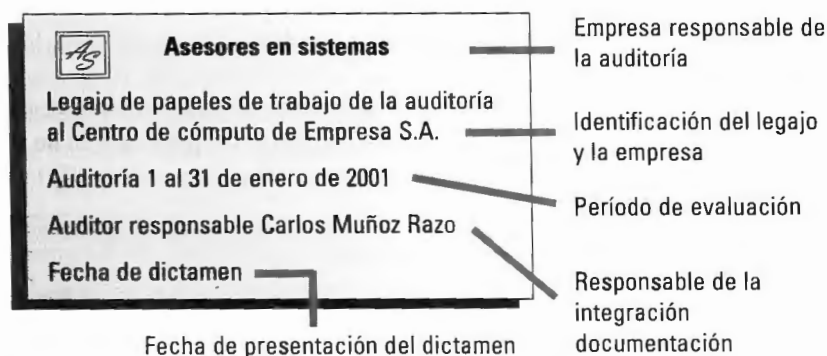 AS
Asesores en sistemas
Legajo de papeles de trabajo de la auditoría
al Centro de cómputo de Empresa S.A.
Auditoría 1 al 31 de enero de 2001
Auditor responsable Carlos Muñoz Razo
Fecha de dictamen
Empresa responsable de
la auditoría
Identificación del legajo
y la empresa
Período de evaluación
Responsable de la
integración
documentación
Fecha de presentación del dictamen